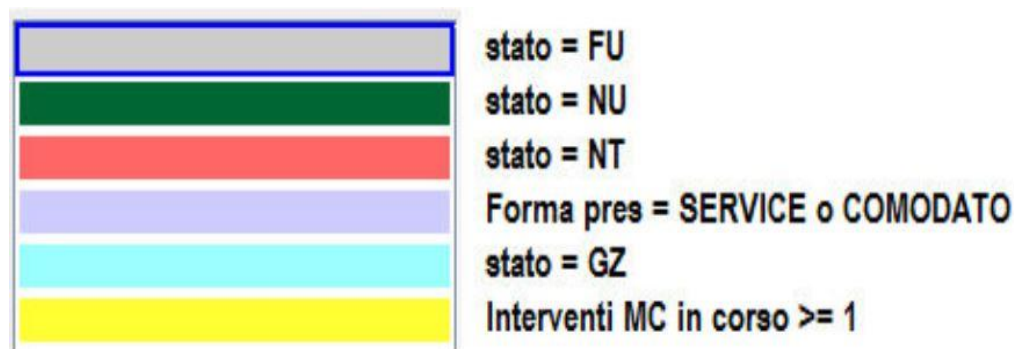 stato = FU
stato = NU
stato = NT
Forma pres = SERVICE o COMODATO
stato = GZ
Interventi MC in corso >= 1